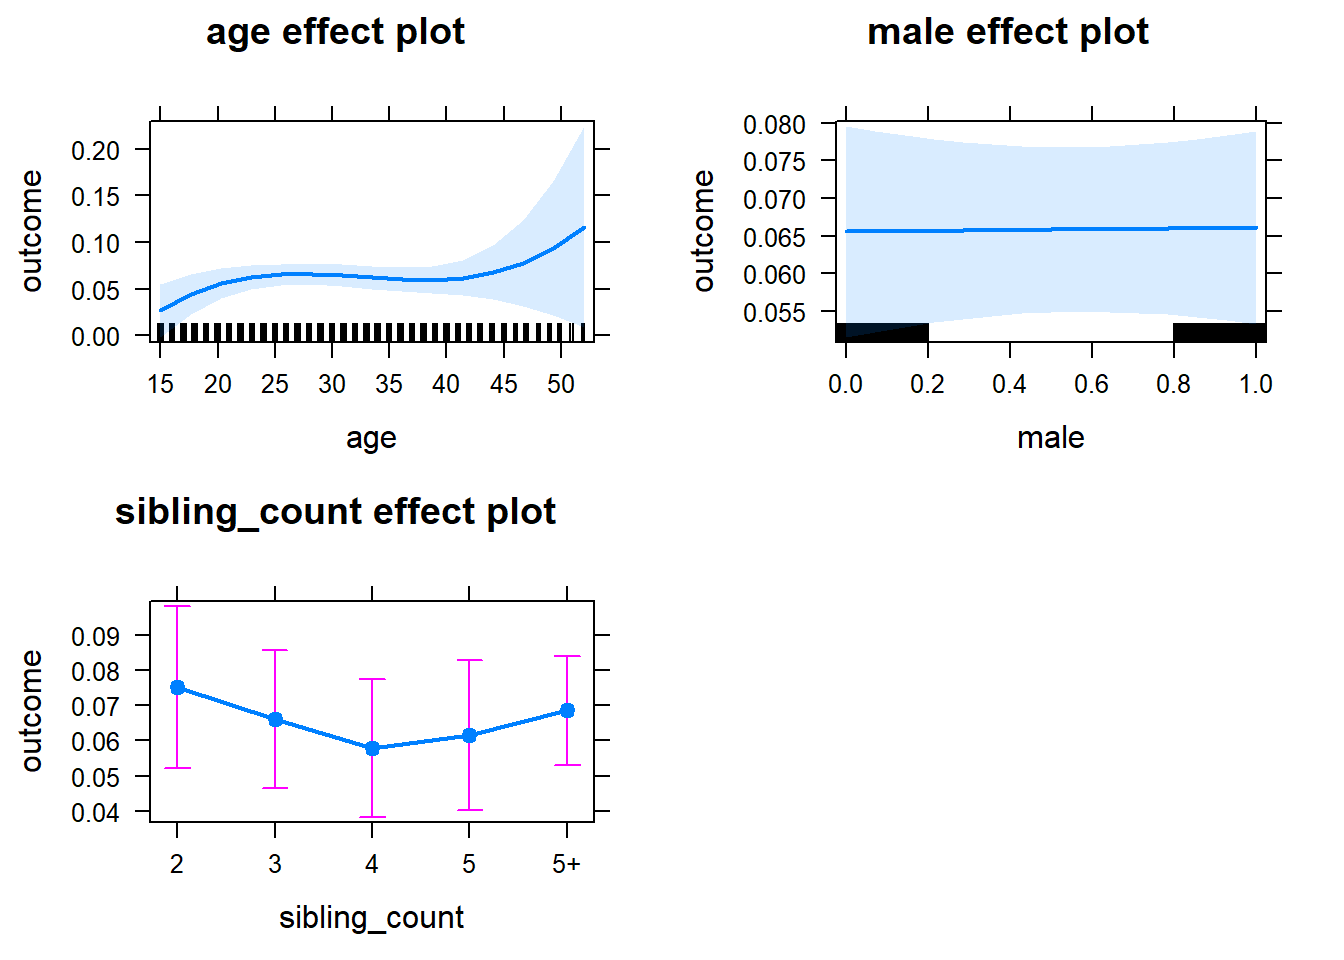 age effect plot
outcome
0.20
0.15
0.10
0.05
0.00
15 20 25 30 35 40 45 50
age
male effect plot
outcome
0.080
0.075
0.070
0.065
0.060
0.055
0.0 0.2 0.4 0.6 0.8 1.0
male
sibling_count effect plot
outcome
0.09
0.08
0.07
0.06
0.05
0.04
2 3 4 5 5+
sibling_count